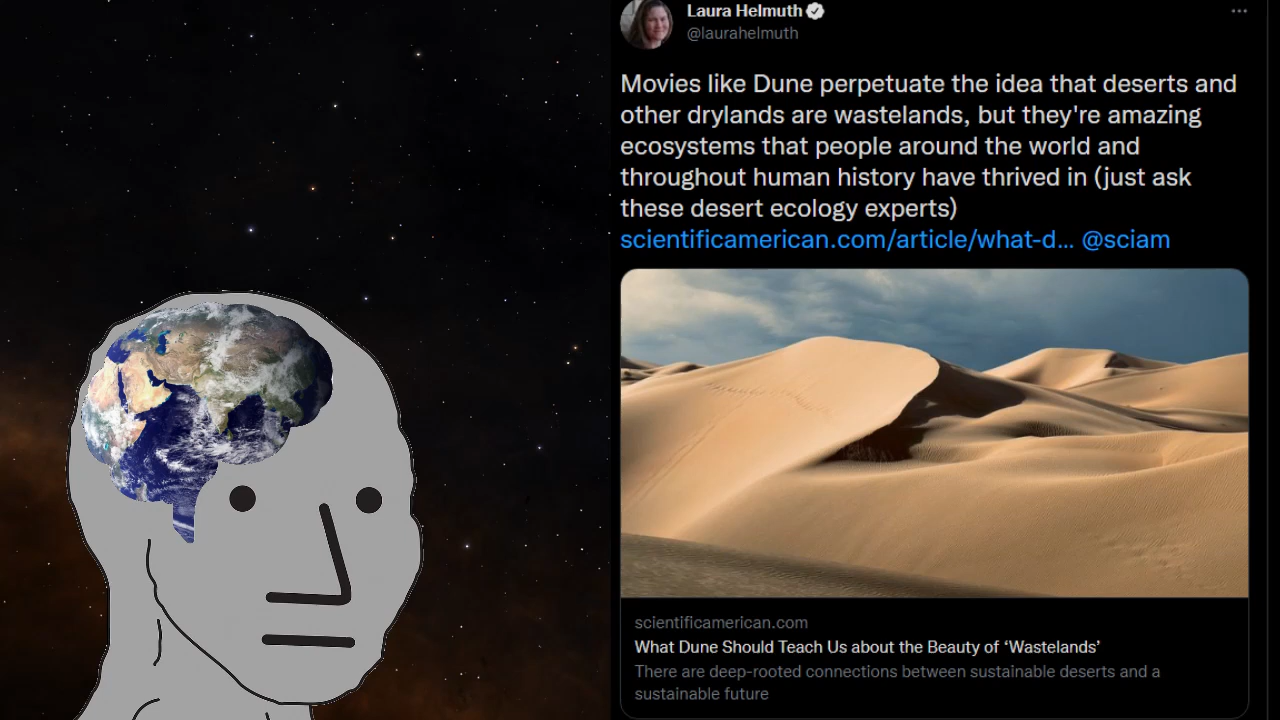 Laura Helmuth
@laurahelmuth
Movies like Dune perpetuate the idea that deserts and
other drylands are wastelands, but they're amazing
ecosystems that people around the world and
throughout human history have thrived in (just ask
these desert ecology experts)
scientificamerican.com/article/what-d... @sciam
scientificamerican.com
What Dune Should Teach Us about the Beauty of ‘Wastelands’
There are deep-rooted connections between sustainable deserts and a
sustainable future